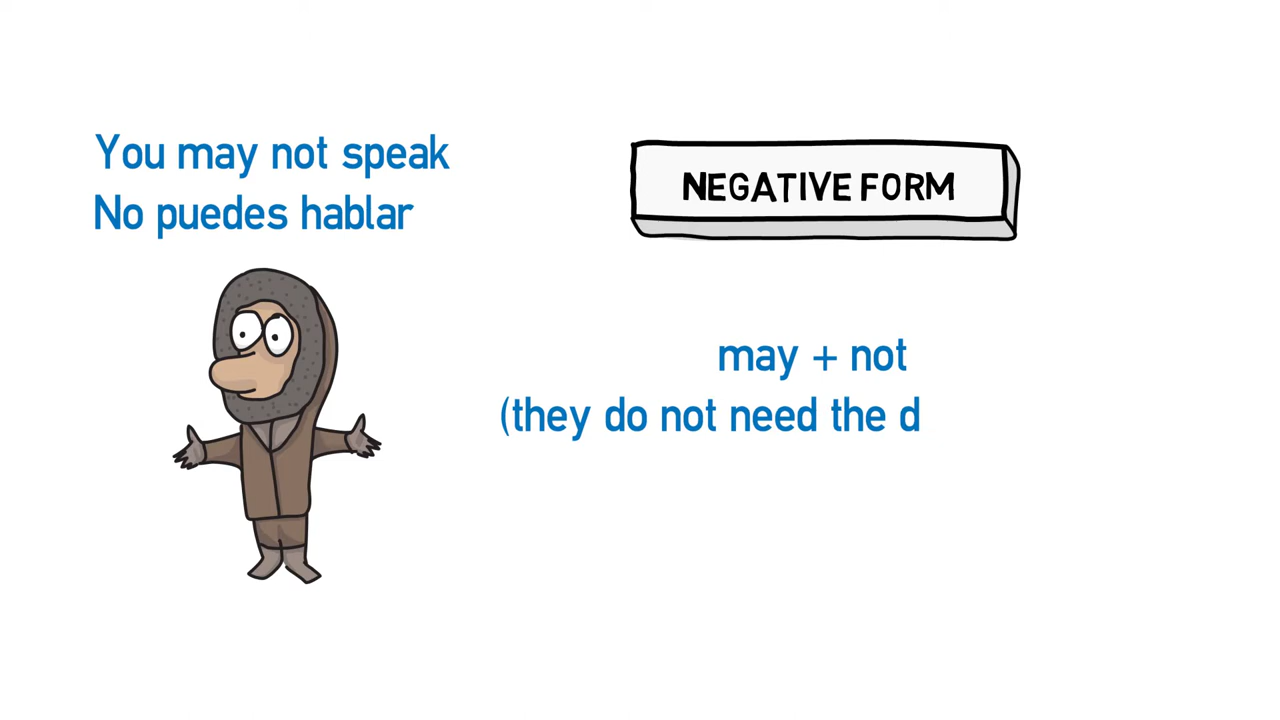 You may not speak
No puedes hablar
NEGATIVE FORM
may + not
(they do not need the d